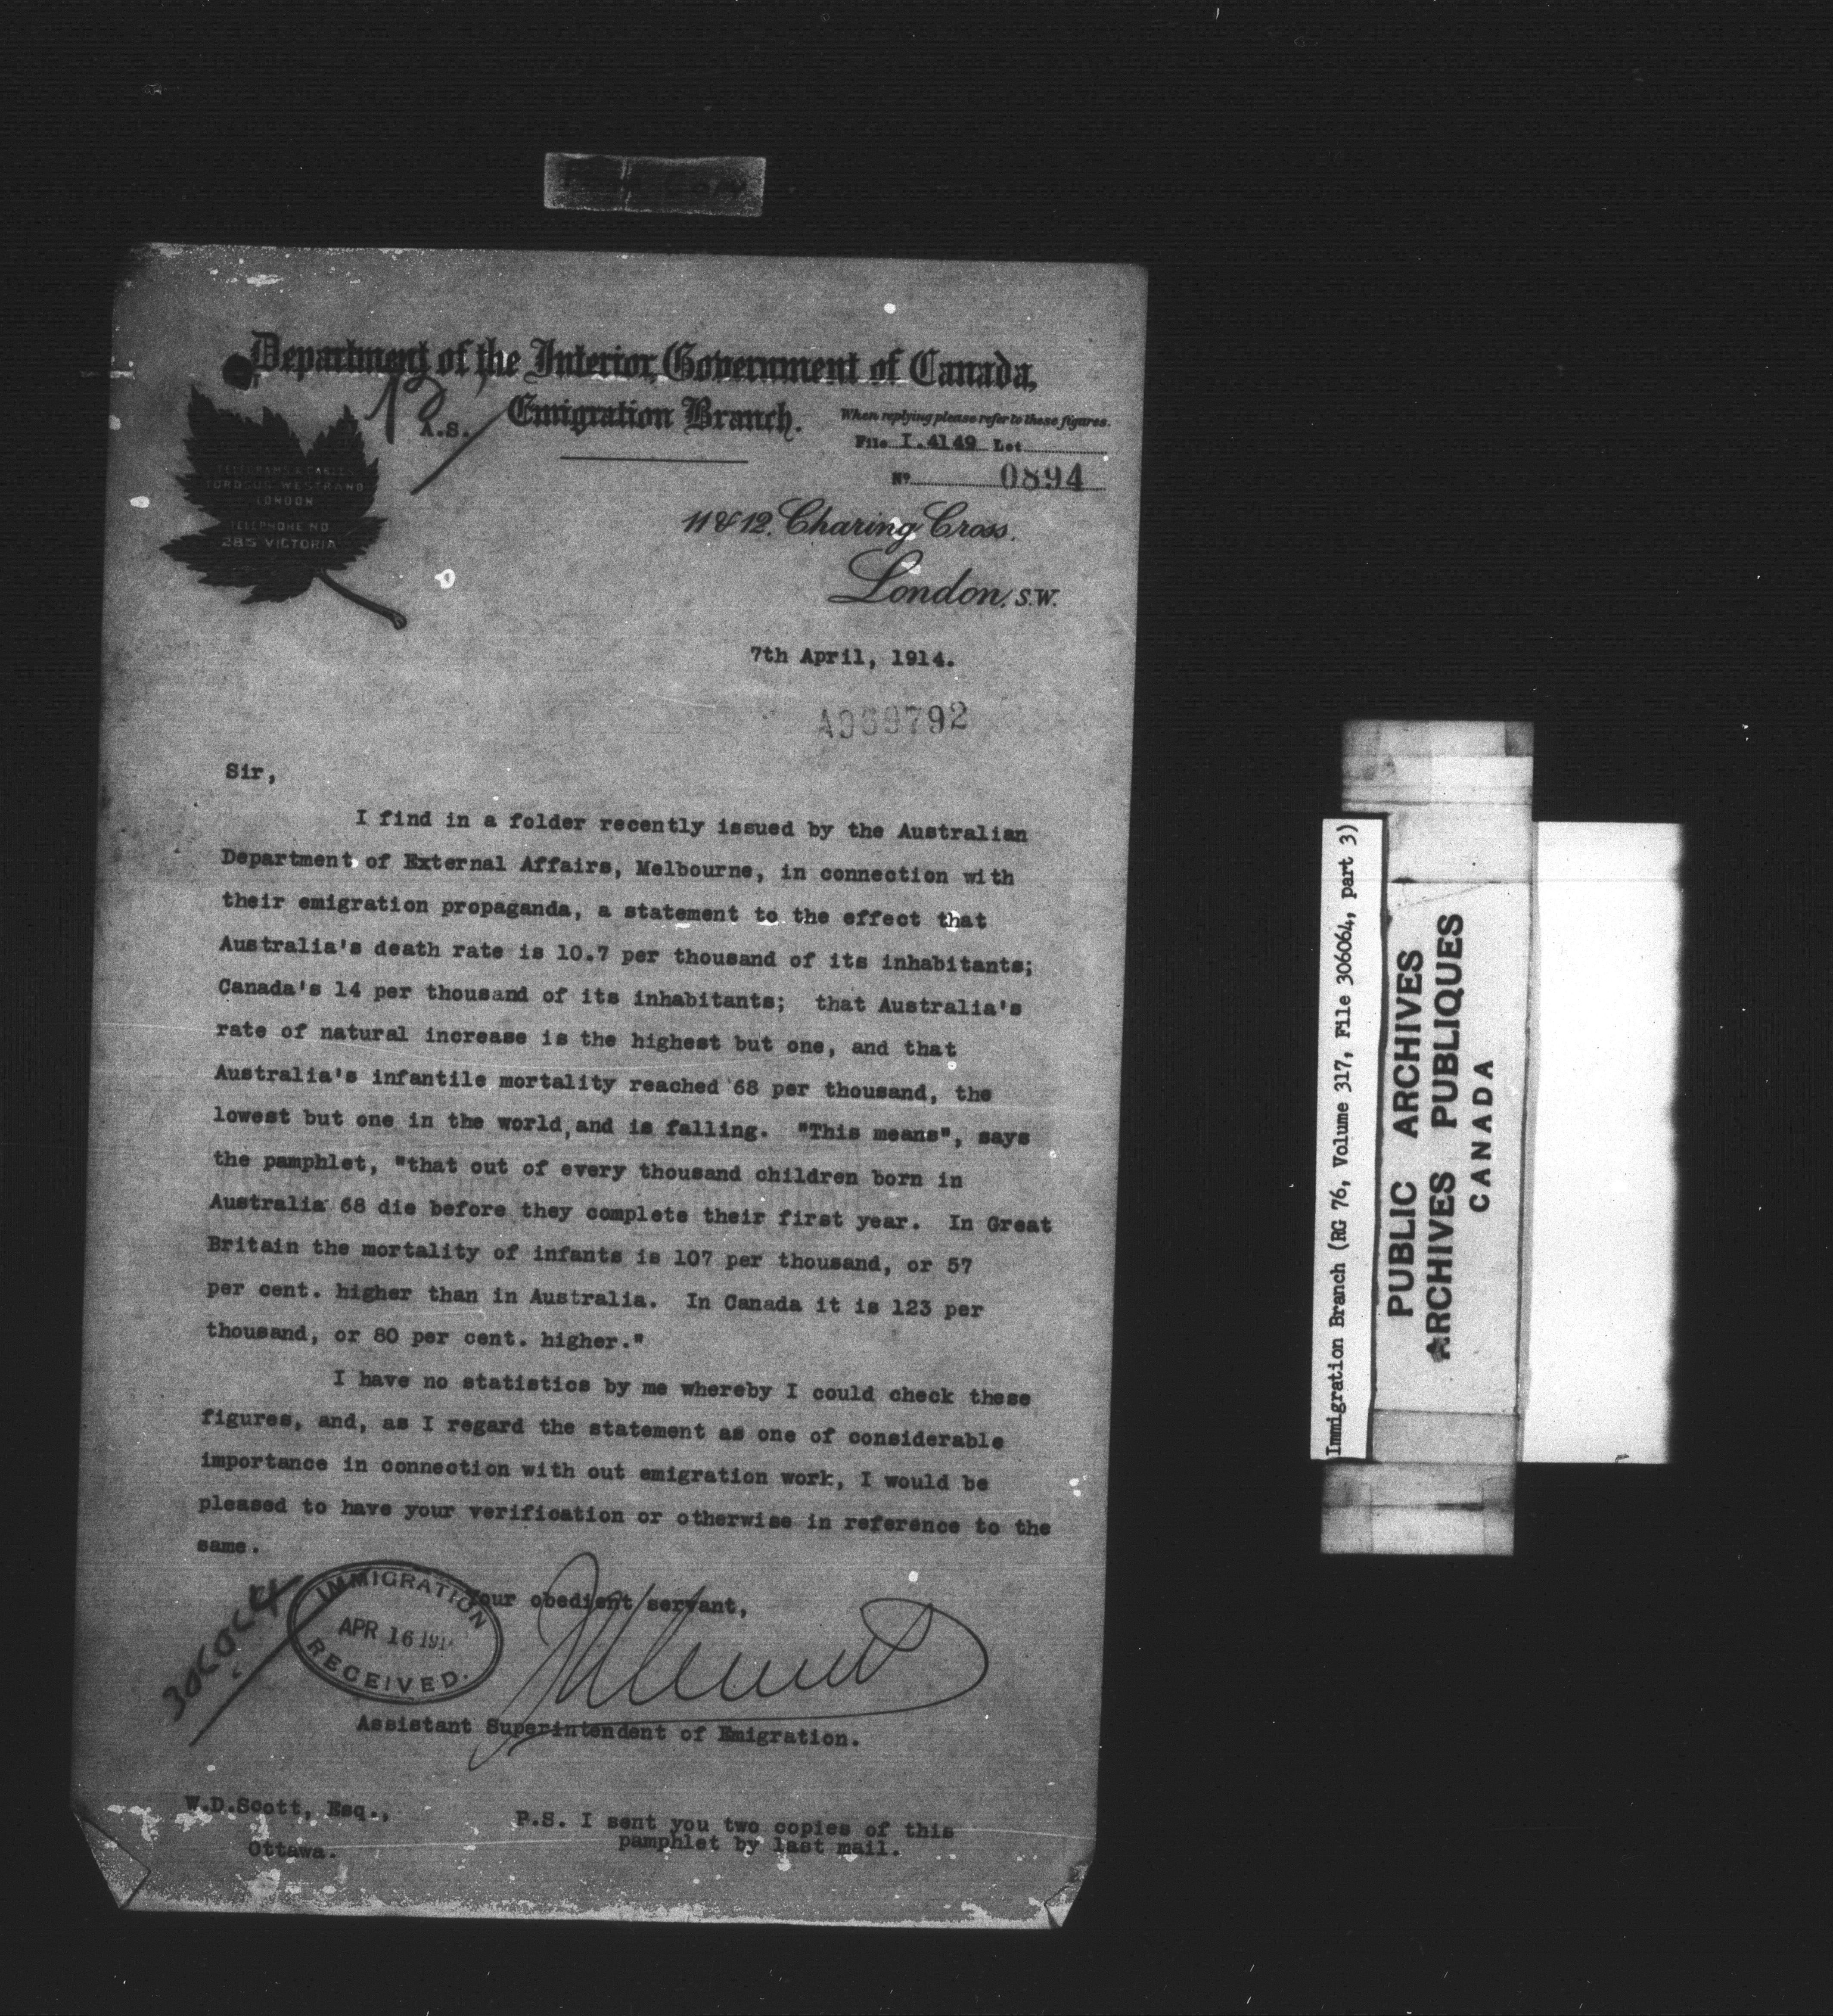 Copy
Department of the Interior, Government of Canada,
Emigration Branch.
A.S.
When replying please refer to these figures.
File I.4149 Let
No 0894
TELEGRAMS & CABLES
TOROSUS WESTRAND
LONDON
TELEPHONE NO
285 VICTORIA
11 & 12, Charing Cross.
London, S.W.
7th April, 1914.
A969792
Sir,
I find in a folder recently issued by the Australian
Department of External Affairs, Melbourne, in connection with
their emigration propaganda, a statement to the effect that
Australia's death rate is 10.7 per thousand of its inhabitants;
Canada's 14 per thousand of its inhabitants; that Australia's
rate of natural increase is the highest but one, and that
Australia's infantile mortality reached 68 per thousand, the
lowest but one in the world,and is falling. "This means", says
the pamphlet, "that out of every thousand children born in
Australia 68 die before they complete their first year. In Great
Britain the mortality of infants is 107 per thousand, or 57
per cent. higher than in Australia. In Canada it is 123 per
thousand, or 80 per cent. higher."
I have no statistics by me whereby I could check these
figures, and, as I regard the statement as one of considerable
importance in connection with out emigration work, I would be
pleased to have your verification or otherwise in reference to the
same.
Your obedient servant,
IMMIGRATION
APR 16 191
RECEIVED.
306064
Assistant Superintendent of Emigration.
W.D.Scott, Esq.,
Ottawa.
P.S. I sent you two copies of this
pamphlet by last mail.
Immigration Branch (RG 76, Volume 317, File 306064, part 3)
PUBLIC ARCHIVES
ARCHIVES PUBLIQUES
CANADA